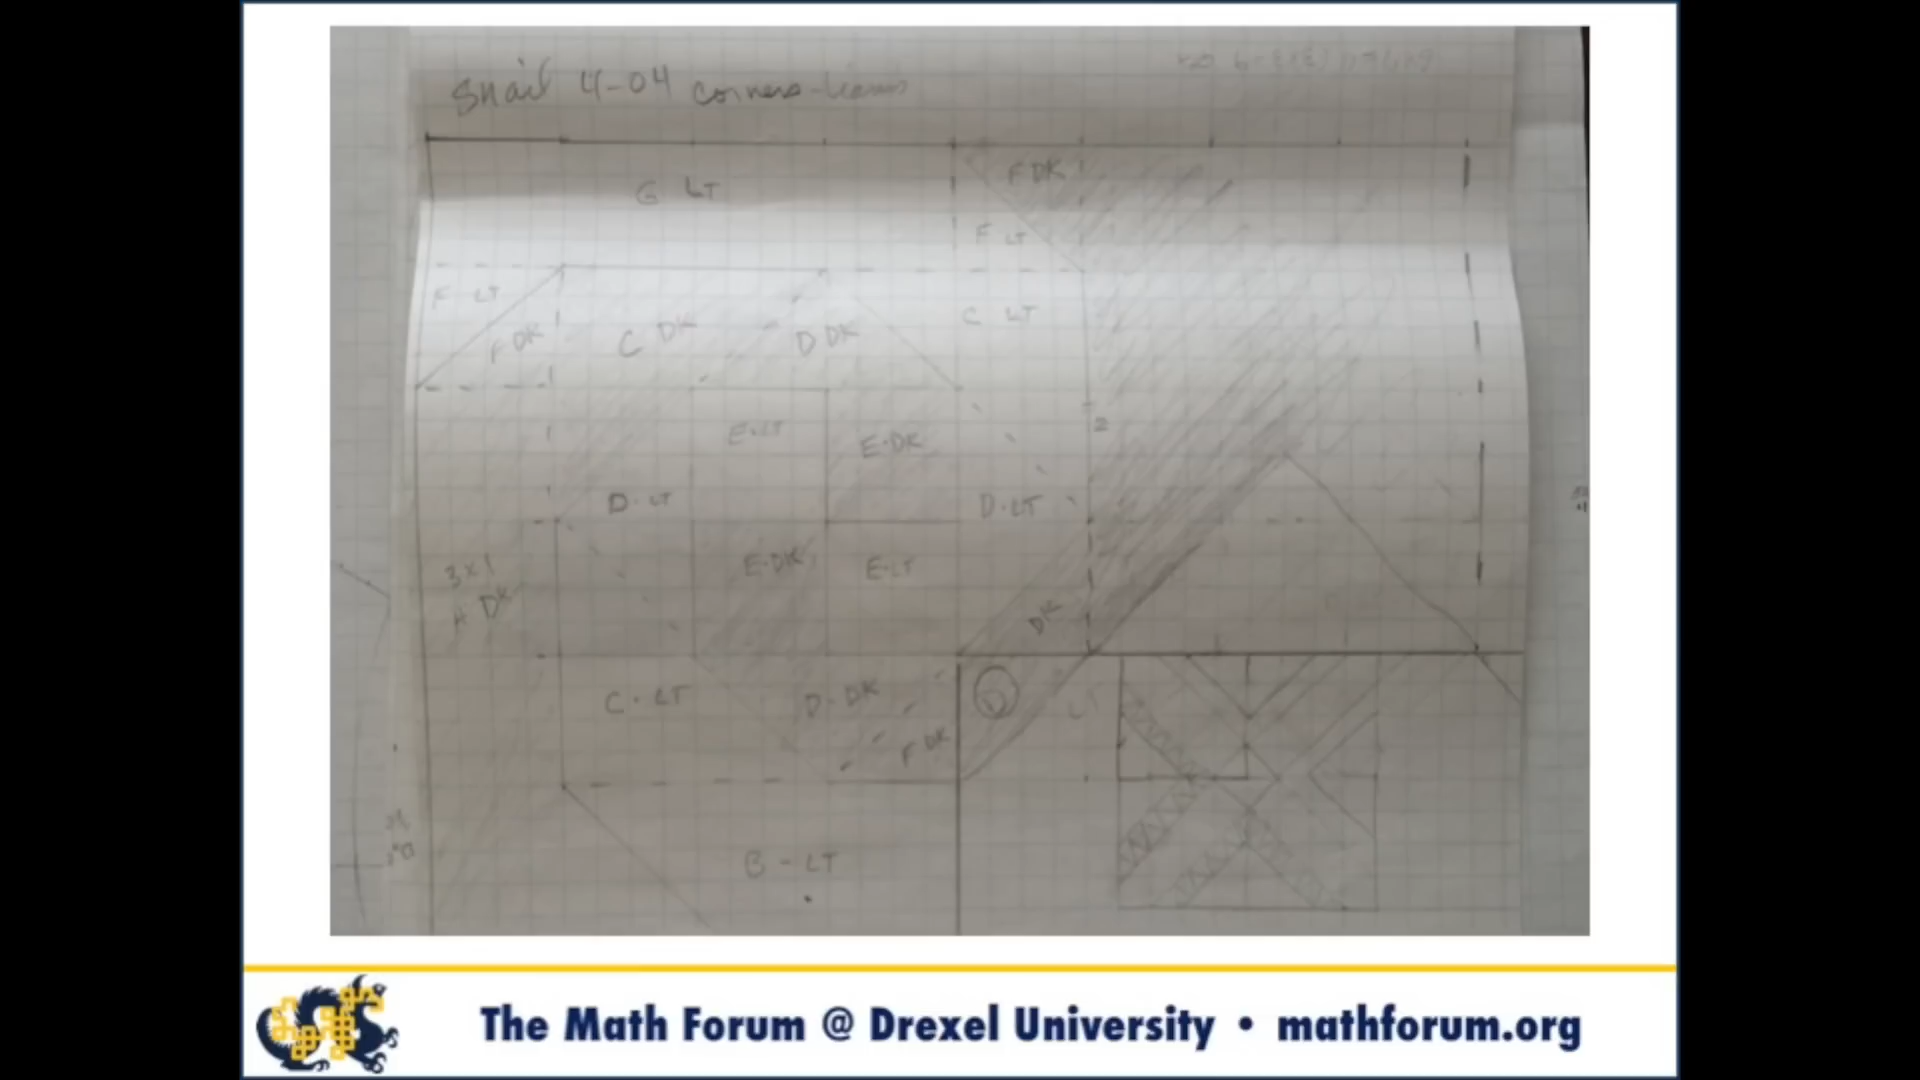 Snail 4-04 corners-
G LT
F DK
F LT
F LT
F DK
C DK
D DK
C LT
E-LT
E-DK
D-LT
D-LT
E-DK
E-LT
3x1
DK
DK
C-LT
D-DK
D
LT
F DK
B-LT
The Math Forum @ Drexel University • mathforum.org